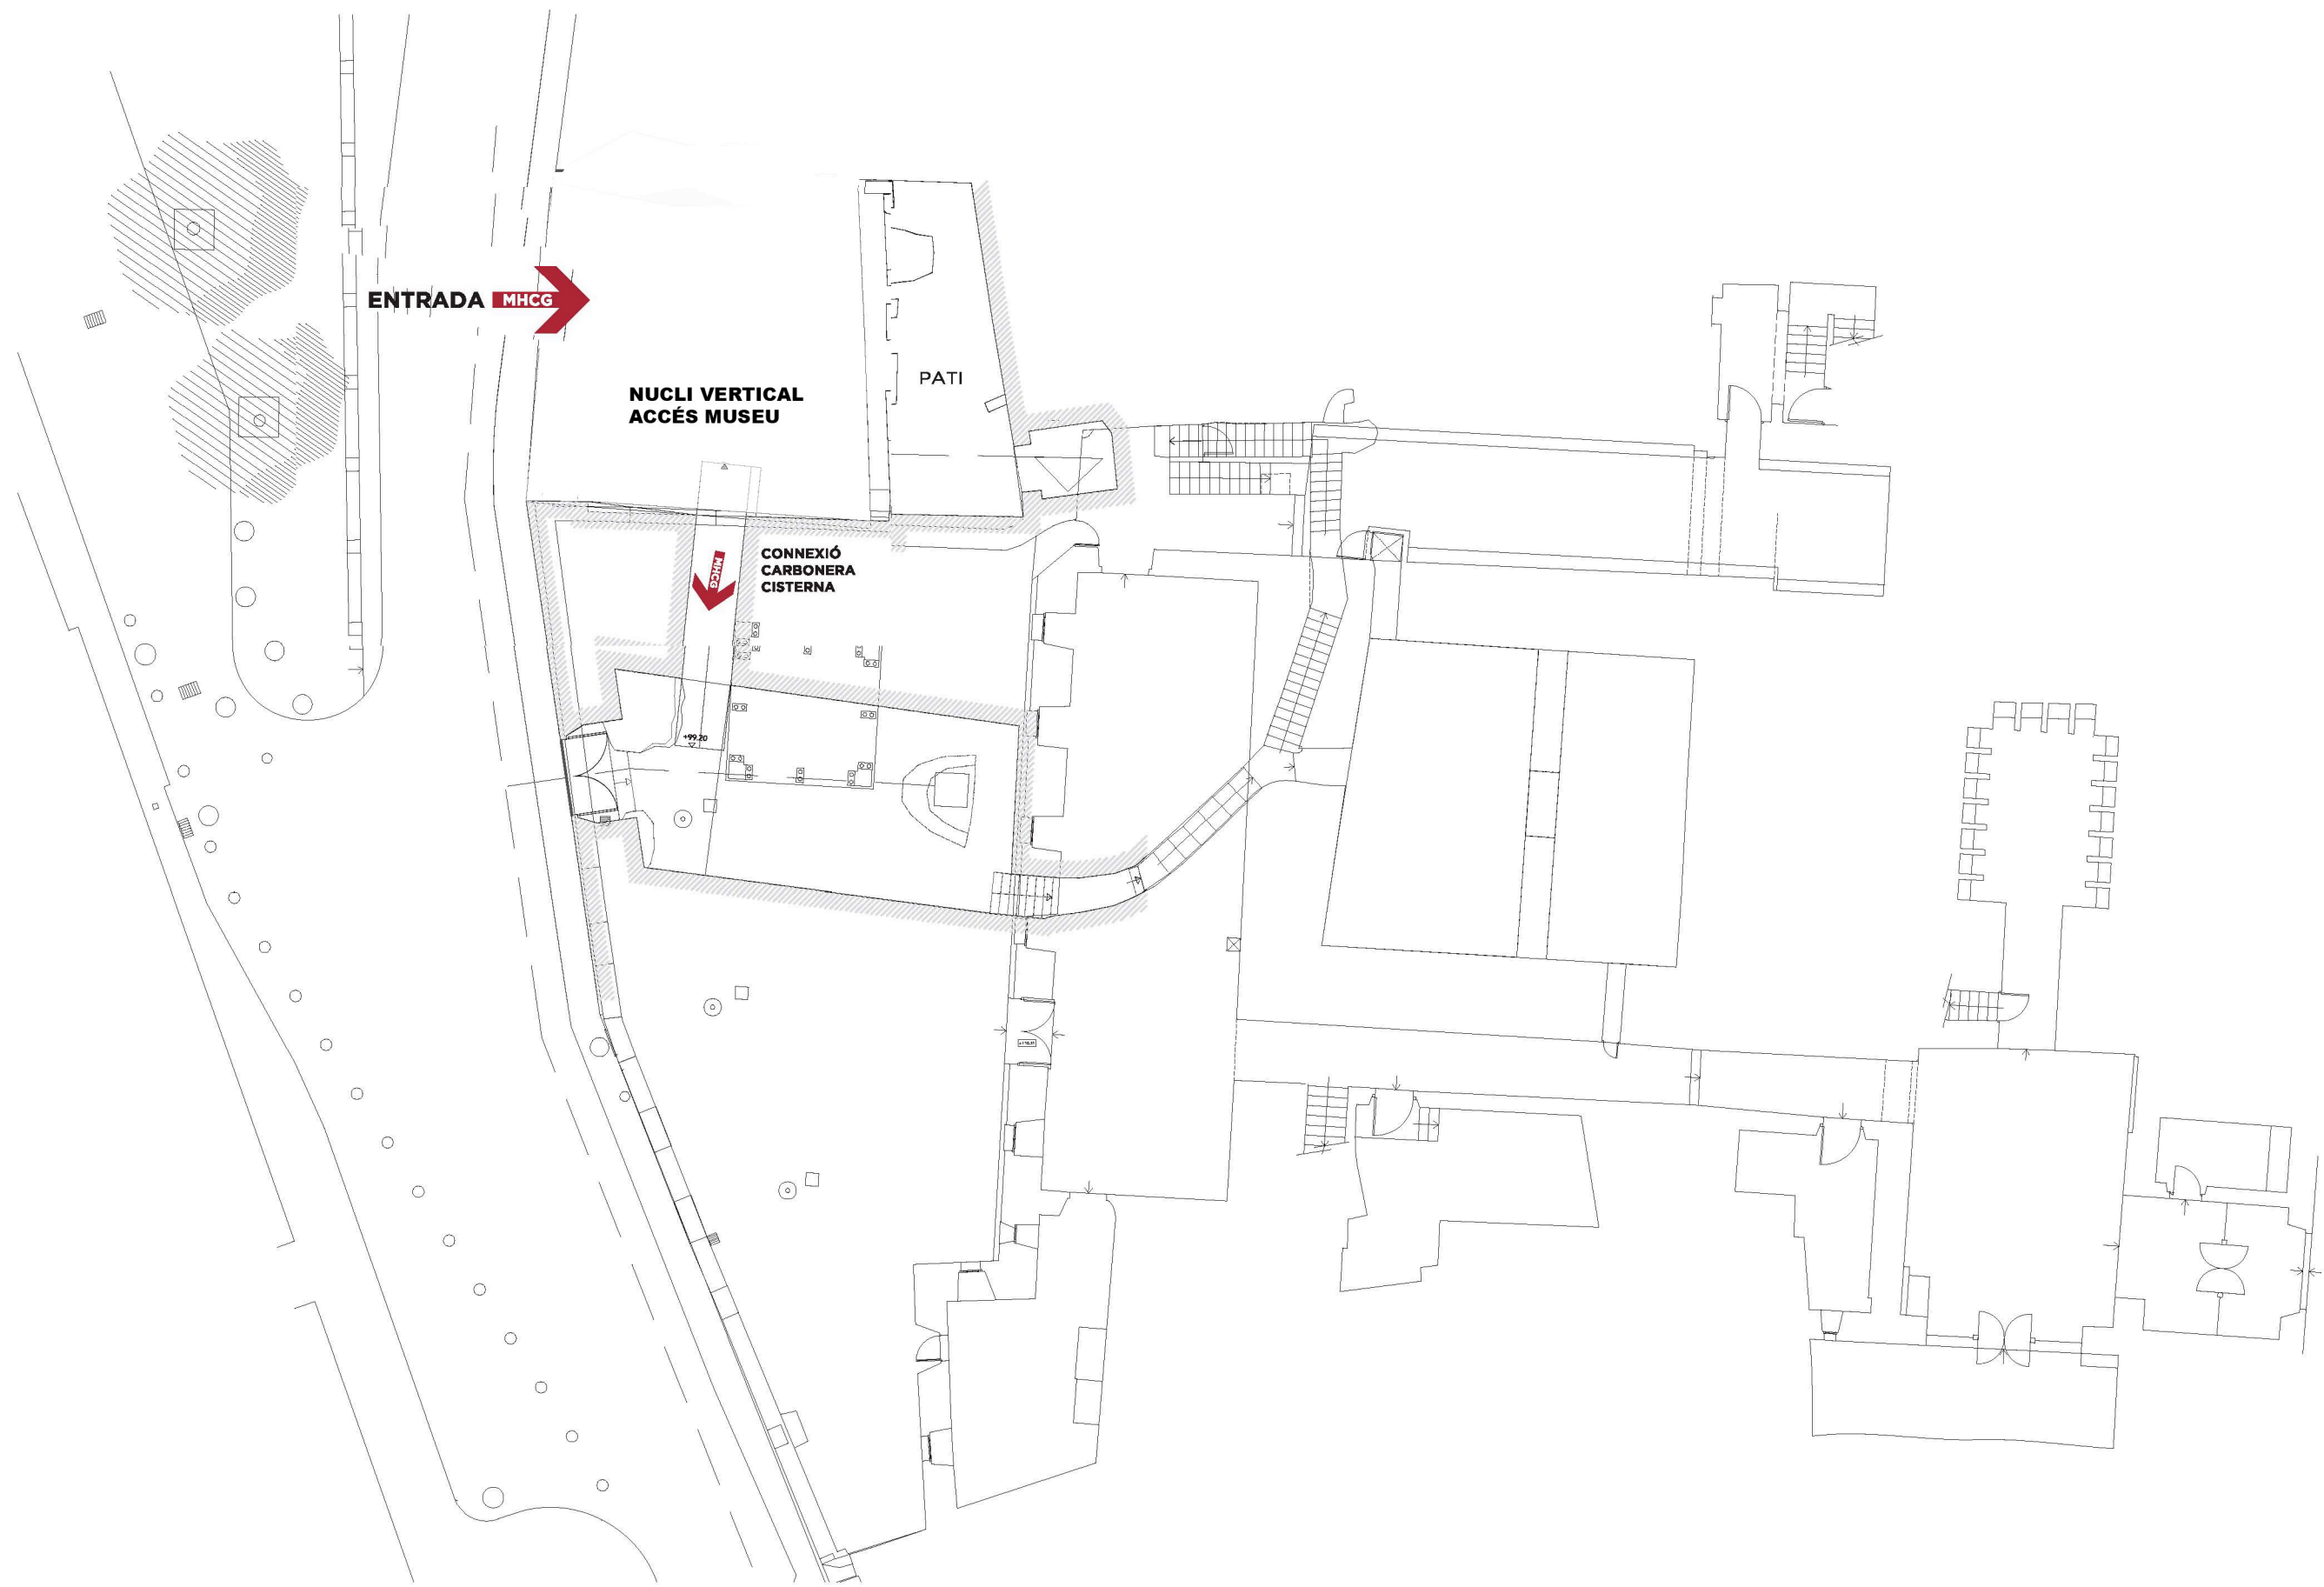 ENTRADA MHCG
PATI
NUCLI VERTICAL
ACCÉS MUSEU
MHCG
CONNEXIÓ
CARBONERA
CISTERNA
+99.20